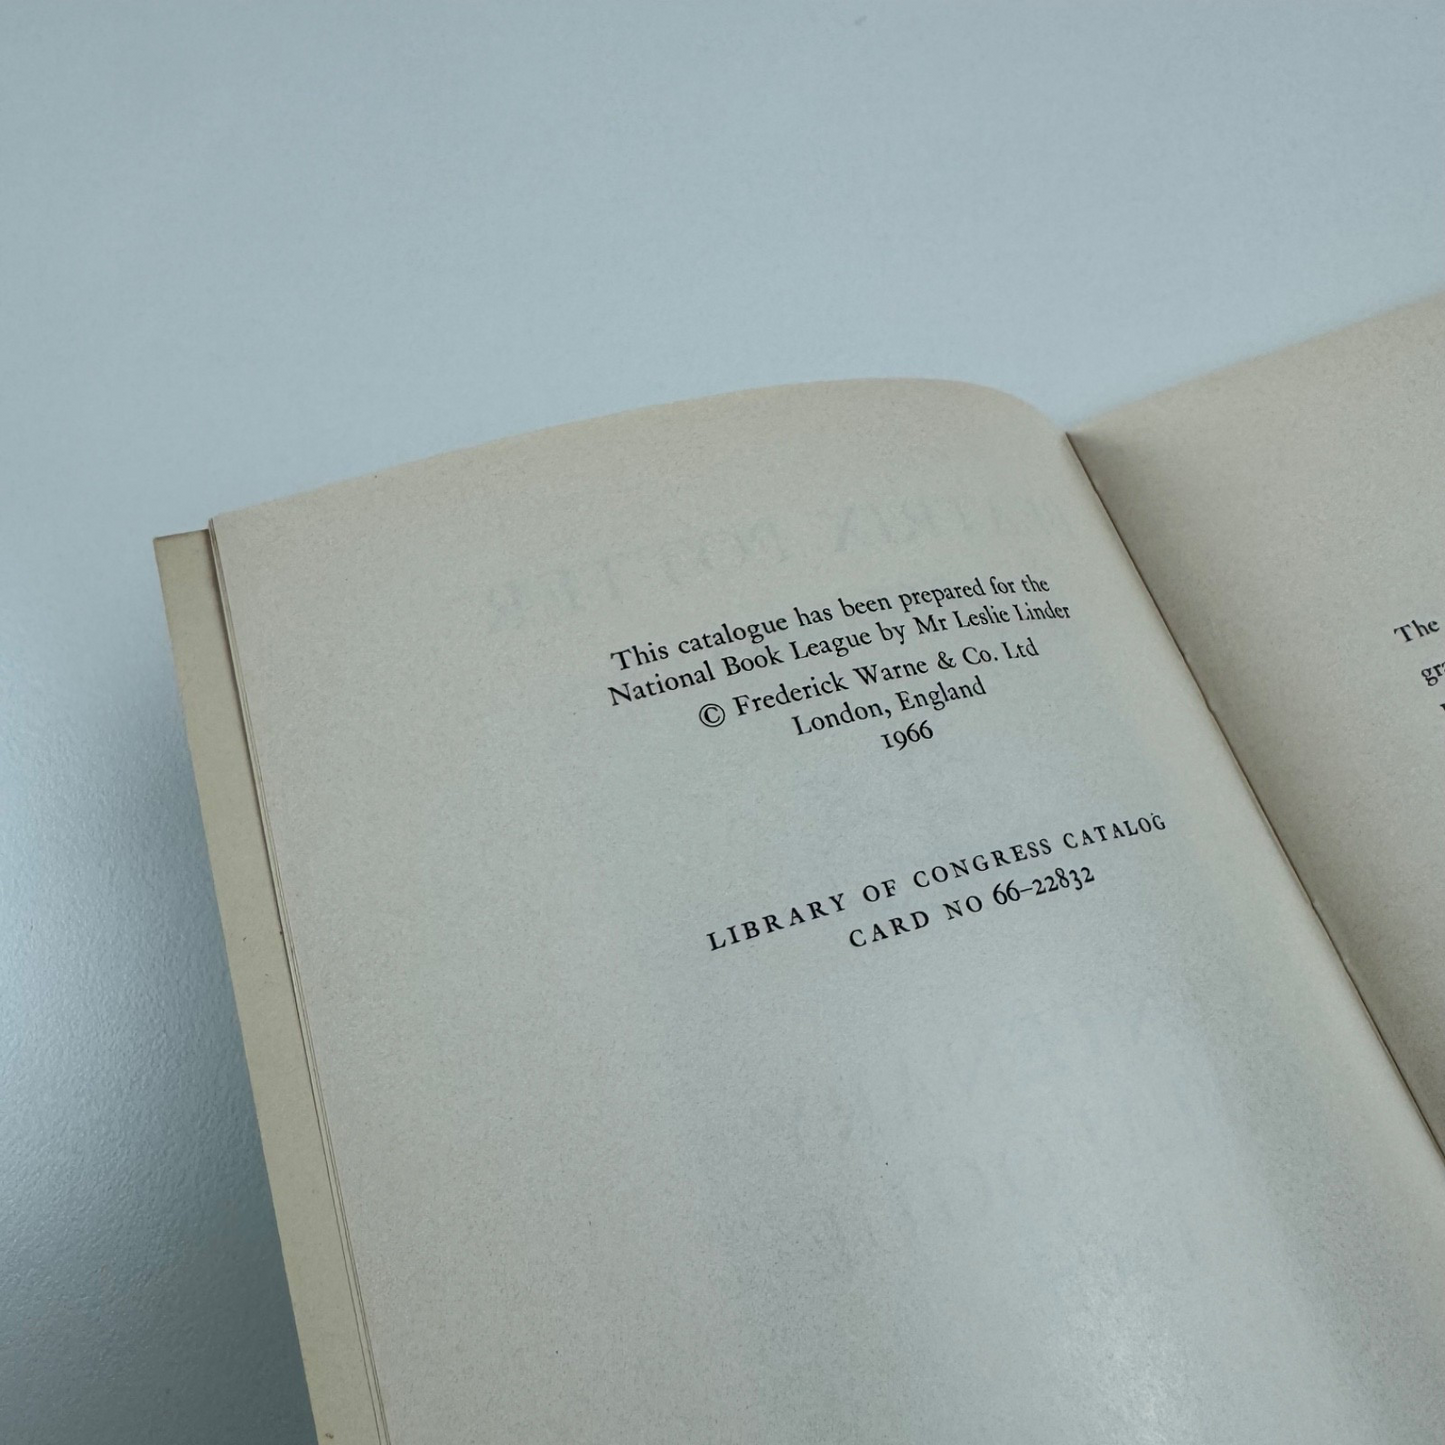 This catalogue has been prepared for the
National Book League by Mr Leslie Linder
© Frederick Warne & Co. Ltd
London, England
1966
LIBRARY OF CONGRESS CATALOG
CARD NO 66–22832
The